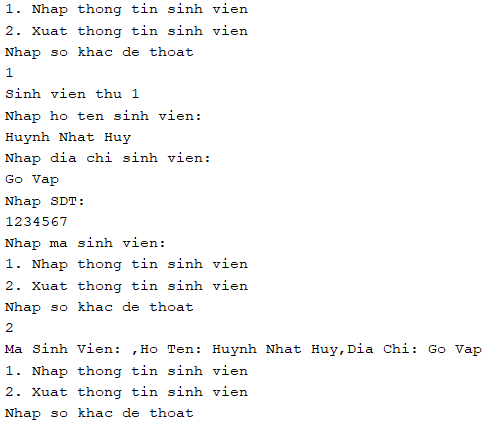 1. Nhap thong tin sinh vien
2. Xuat thong tin sinh vien
Nhap so khac de thoat
1
Sinh vien thu 1
Nhap ho ten sinh vien:
Huynh Nhat Huy
Nhap dia chi sinh vien:
Go Vap
Nhap SDT:
1234567
Nhap ma sinh vien:
1. Nhap thong tin sinh vien
2. Xuat thong tin sinh vien
Nhap so khac de thoat
2
Ma Sinh Vien: ,Ho Ten: Huynh Nhat Huy,Dia Chi: Go Vap
1. Nhap thong tin sinh vien
2. Xuat thong tin sinh vien
Nhap so khac de thoat